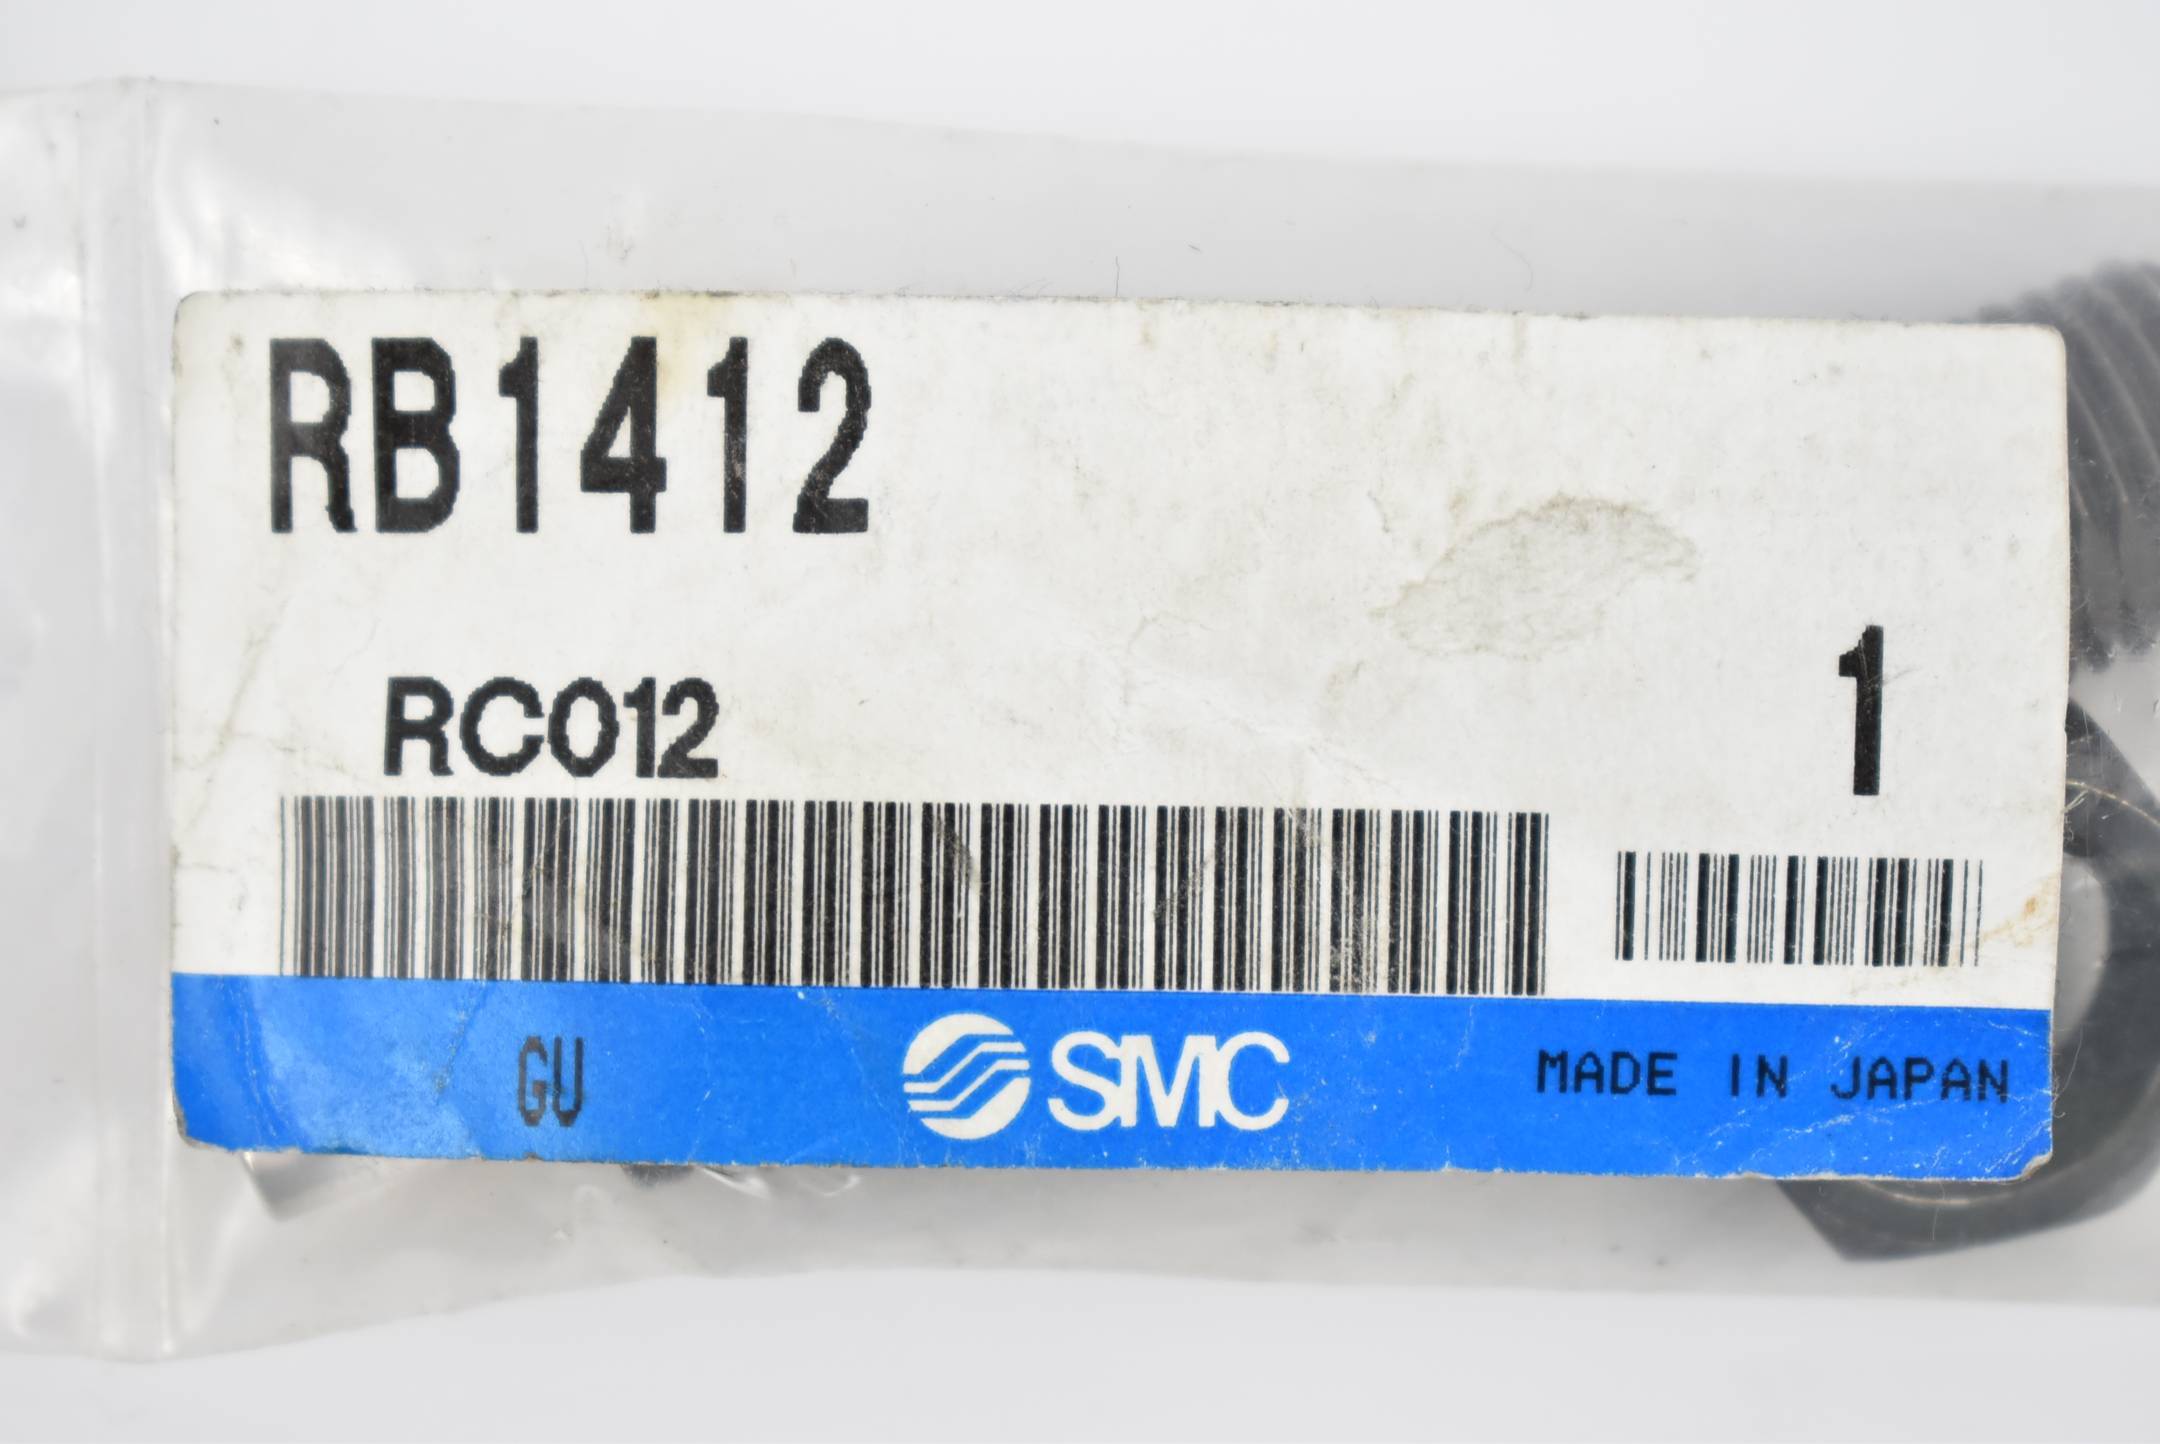 RB1412
RC012
1
GU
SMC
MADE IN JAPAN